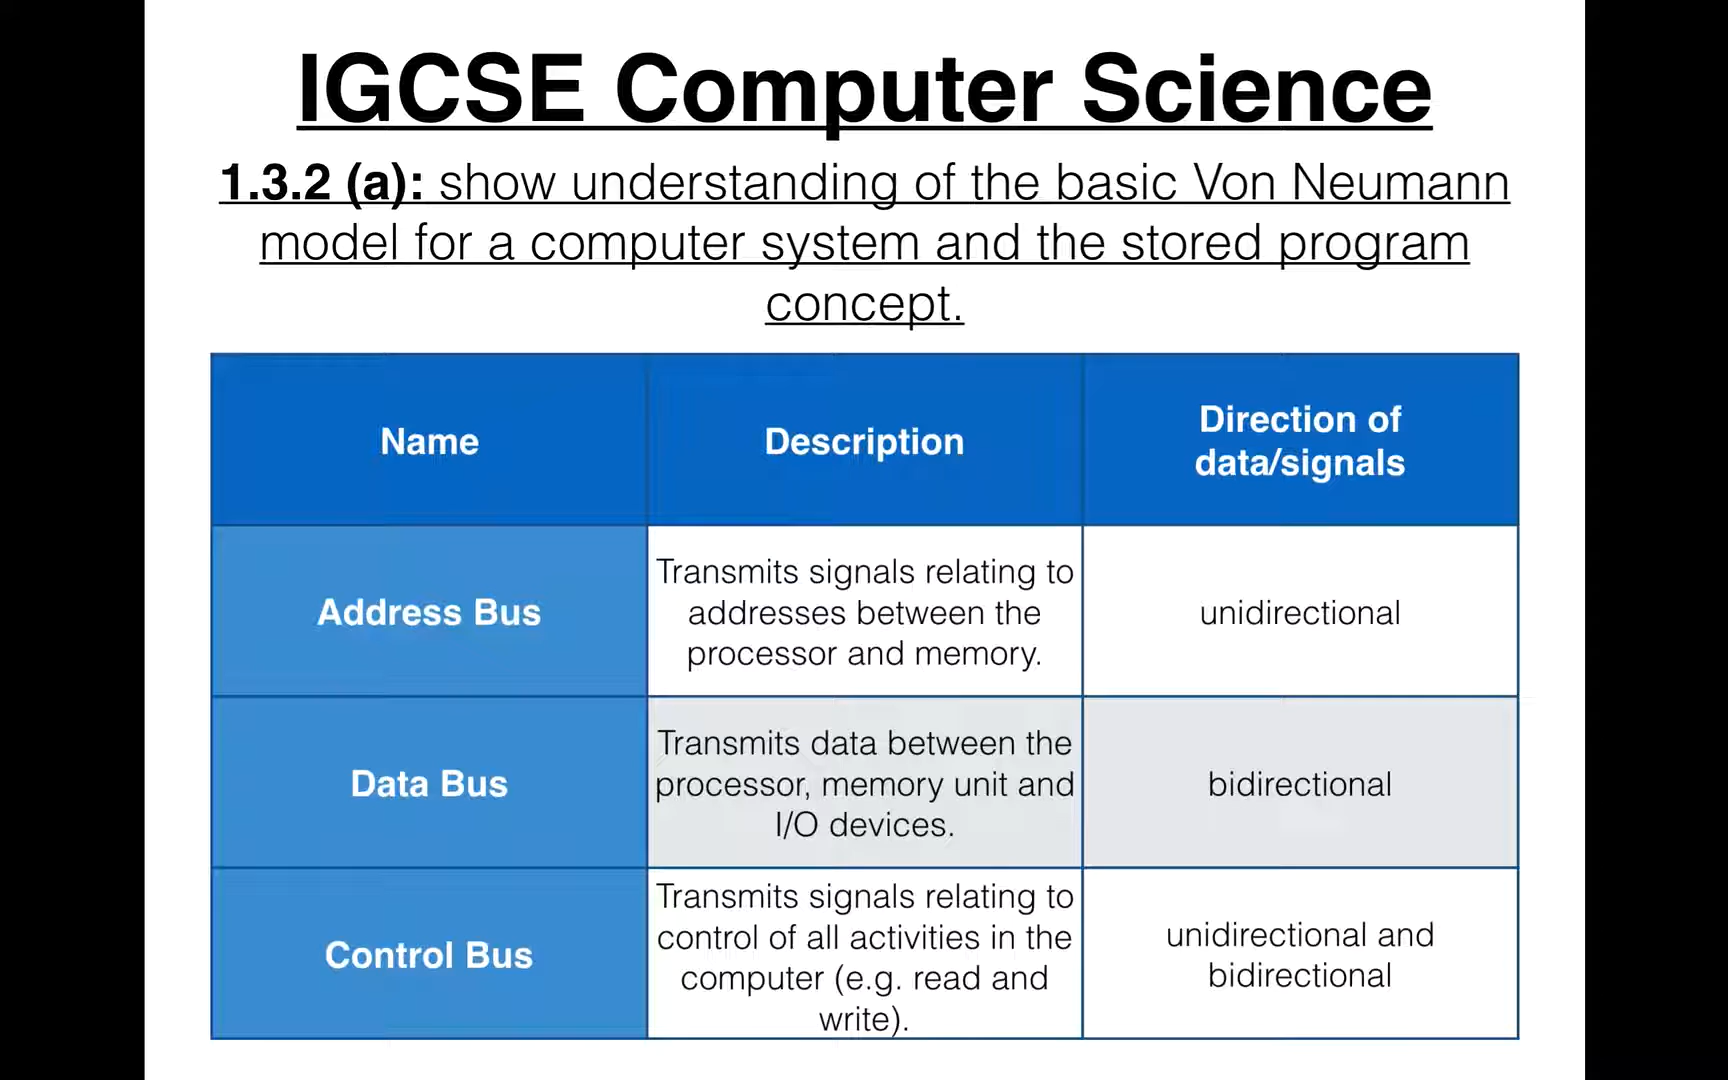 IGCSE Computer Science
1.3.2 (a): show understanding of the basic Von Neumann
model for a computer system and the stored program
concept.
Name
Description
Direction of
data/signals
Address Bus
Transmits signals relating to
addresses between the
processor and memory.
unidirectional
Data Bus
Transmits data between the
processor, memory unit and
I/O devices.
bidirectional
Control Bus
Transmits signals relating to
control of all activities in the
computer (e.g. read and
write).
unidirectional and
bidirectional